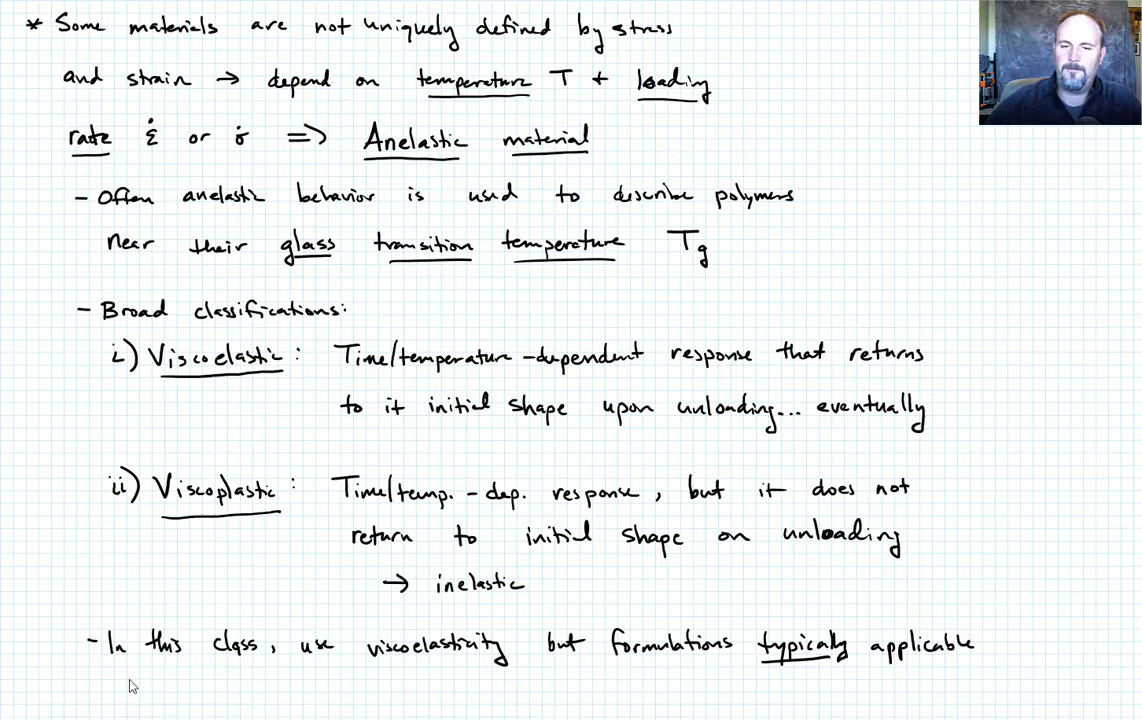 * Some materials are not uniquely defined by stress
and strain → depend on temperature T + loading
rate ε̇ or σ̇ => Anelastic material
- Often anelastic behavior is used to describe polymers
near their glass transition temperature Tg
- Broad classifications:
i) Viscoelastic : Time/temperature-dependent response that returns
to it initial shape upon unloading... eventually
ii) Viscoplastic : Time/temp. - dep. response, but it does not
return to initial shape on unloading
→ inelastic
- In this class, use viscoelasticity but formulations typically applicable